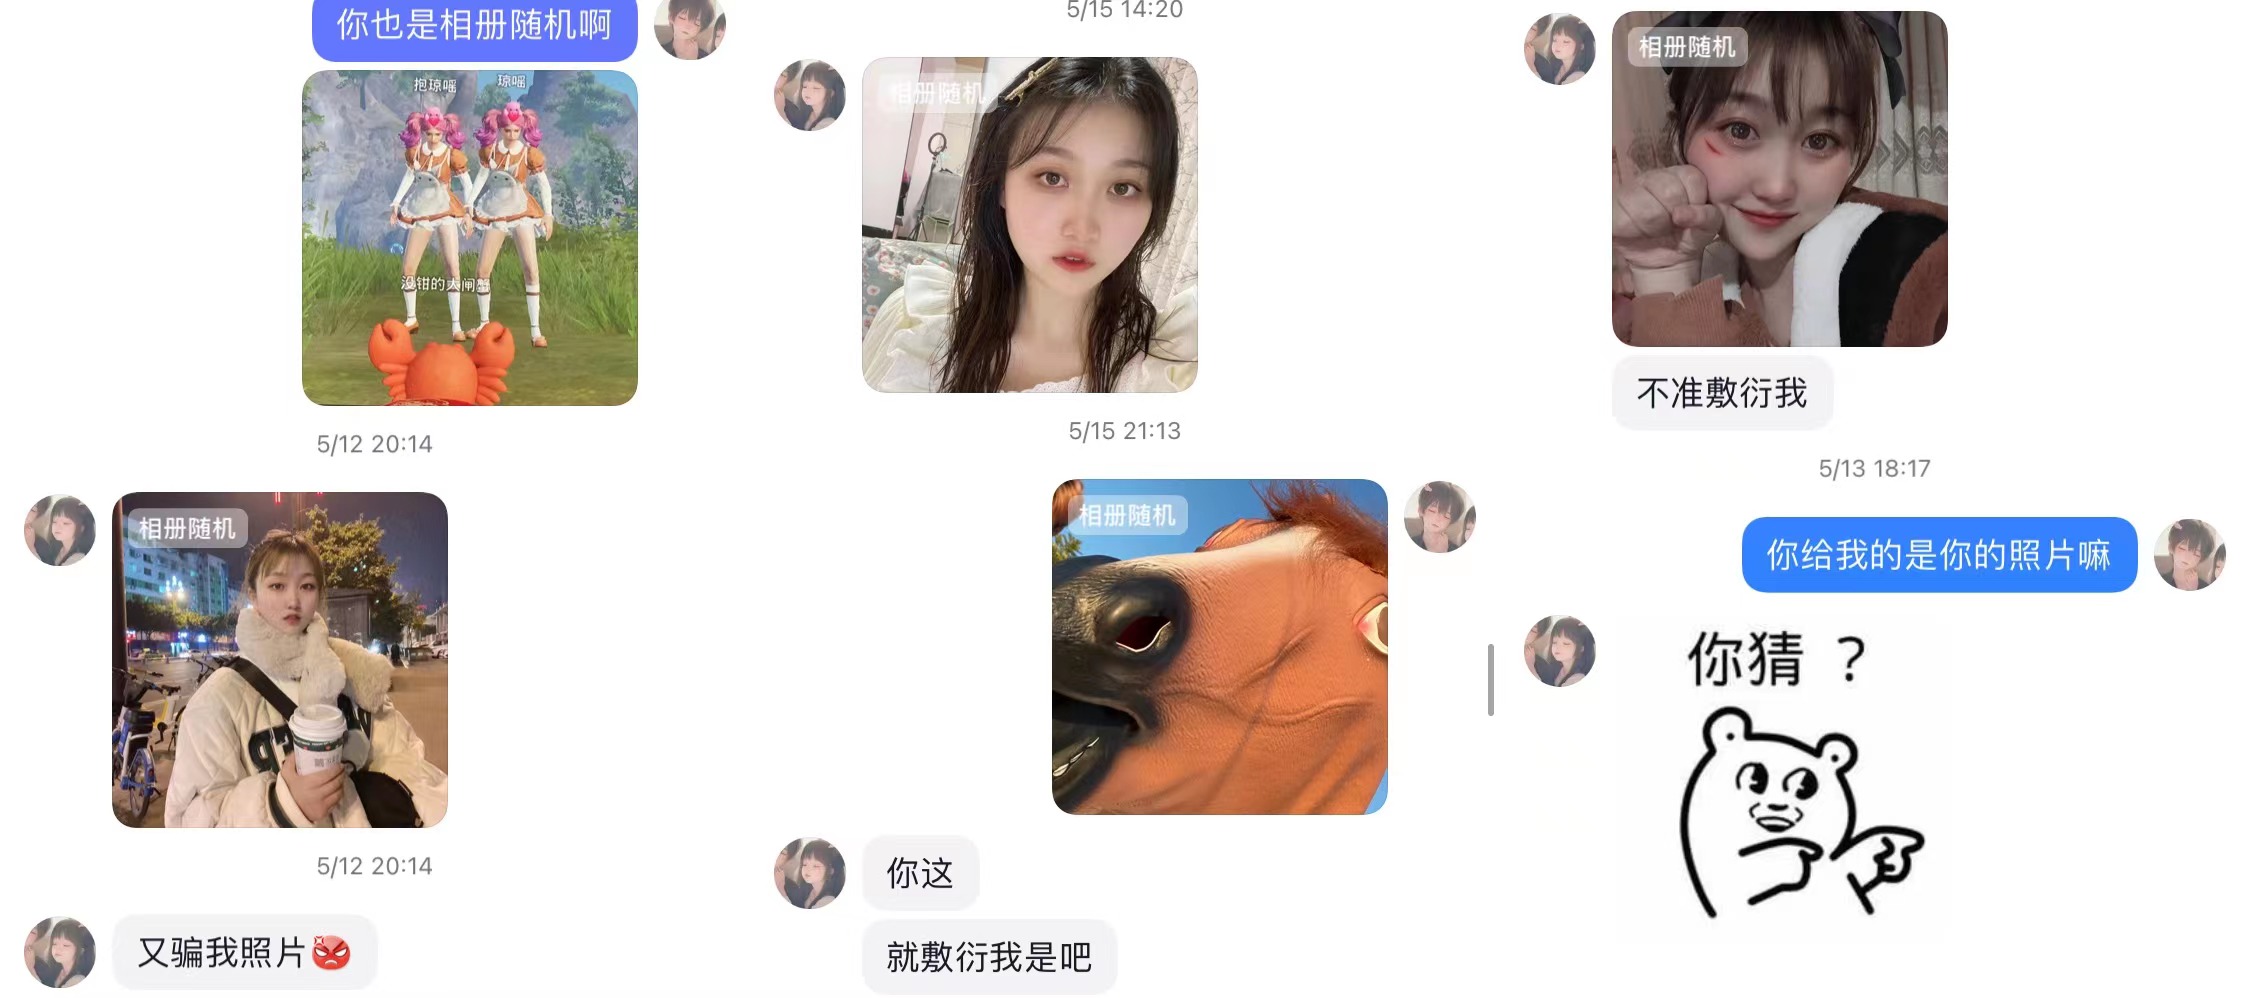 你也是相册随机啊
抱琼嗂
琼嗂
没钳的大闸蟹
5/12 20:14
相册随机
5/12 20:14
又骗我照片
5/15 14:20
相册随机
5/15 21:13
相册随机
你这
就敷衍我是吧
相册随机
不准敷衍我
5/13 18:17
你给我的是你的照片嘛
你猜 ？